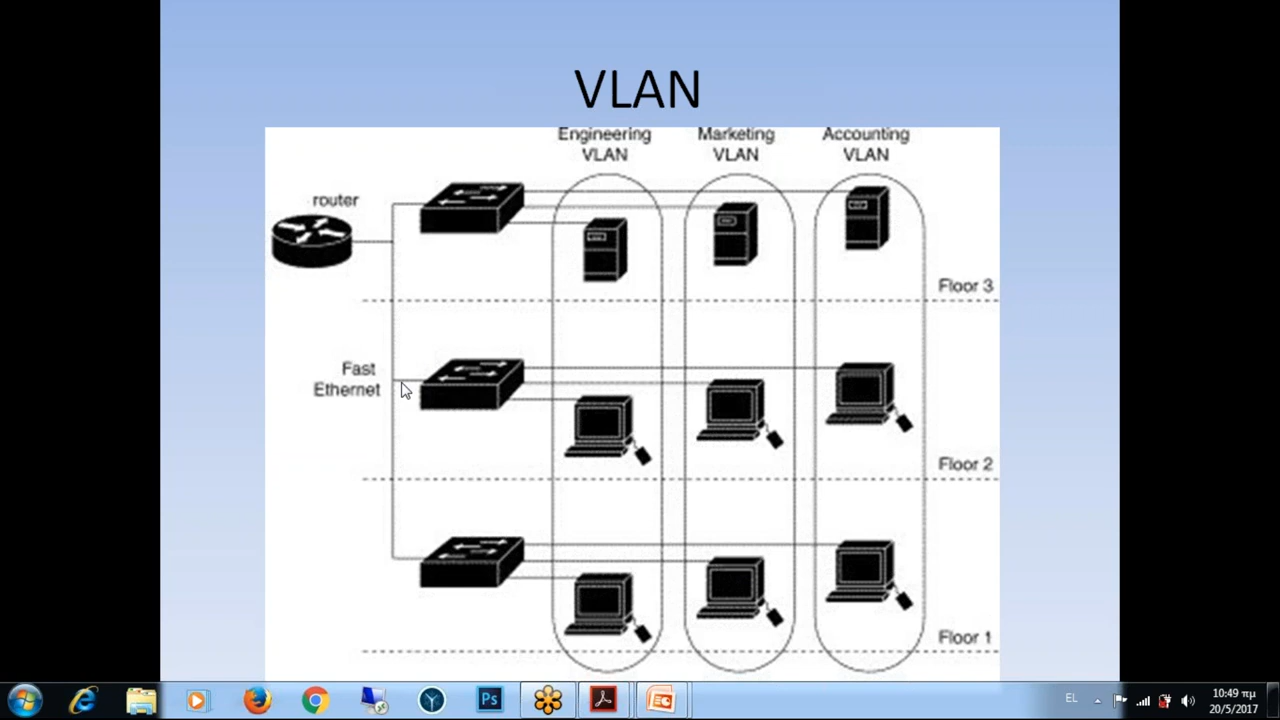 VLAN
Engineering VLAN
Marketing VLAN
Accounting VLAN
router
Floor 3
Fast Ethernet
Floor 2
Floor 1
Ps
EL
10:49 πμ
20/5/2017